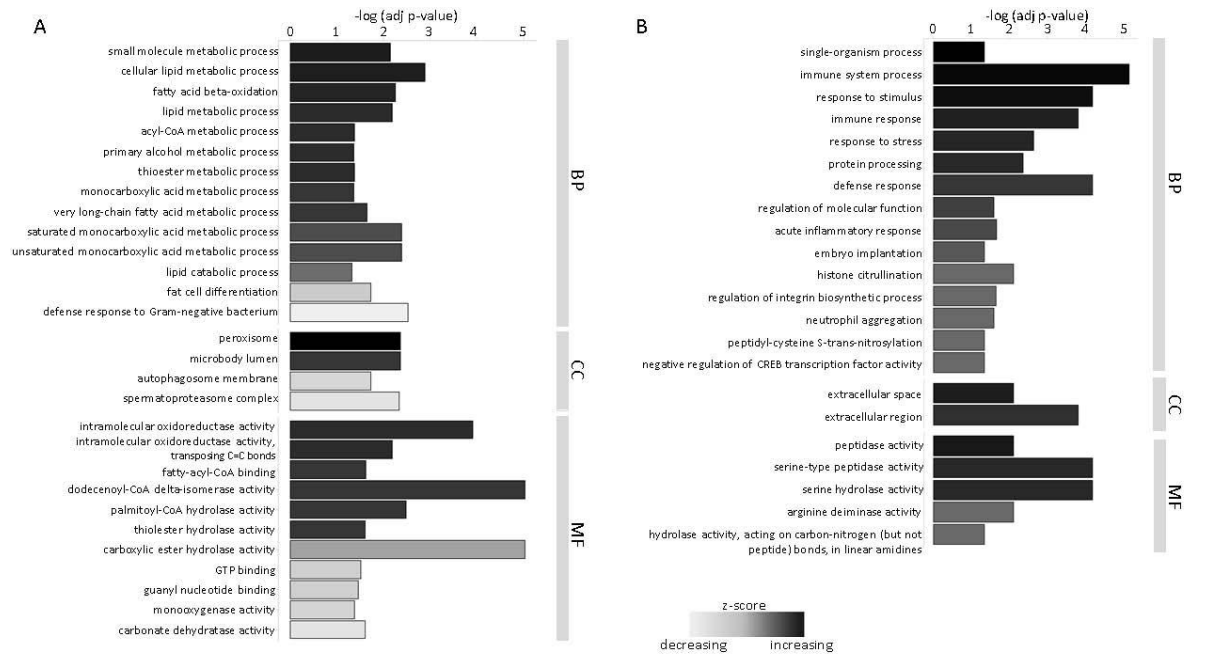 A
-log (adj p-value)
0 1 2 3 4 5
small molecule metabolic process
cellular lipid metabolic process
fatty acid beta-oxidation
lipid metabolic process
acyl-CoA metabolic process
primary alcohol metabolic process
thioester metabolic process
monocarboxylic acid metabolic process
very long-chain fatty acid metabolic process
saturated monocarboxylic acid metabolic process
unsaturated monocarboxylic acid metabolic process
lipid catabolic process
fat cell differentiation
defense response to Gram-negative bacterium
BP
peroxisome
microbody lumen
autophagosome membrane
spermatoproteasome complex
CC
intramolecular oxidoreductase activity
intramolecular oxidoreductase activity,
transposing C=C bonds
fatty-acyl-CoA binding
dodecenoyl-CoA delta-isomerase activity
palmitoyl-CoA hydrolase activity
thiolester hydrolase activity
carboxylic ester hydrolase activity
GTP binding
guanyl nucleotide binding
monooxygenase activity
carbonate dehydratase activity
MF
B
-log (adj p-value)
0 1 2 3 4 5
single-organism process
immune system process
response to stimulus
immune response
response to stress
protein processing
defense response
regulation of molecular function
acute inflammatory response
embryo implantation
histone citrullination
regulation of integrin biosynthetic process
neutrophil aggregation
peptidyl-cysteine S-trans-nitrosylation
negative regulation of CREB transcription factor activity
BP
extracellular space
extracellular region
CC
peptidase activity
serine-type peptidase activity
serine hydrolase activity
arginine deiminase activity
hydrolase activity, acting on carbon-nitrogen (but not
peptide) bonds, in linear amidines
MF
z-score
decreasing increasing